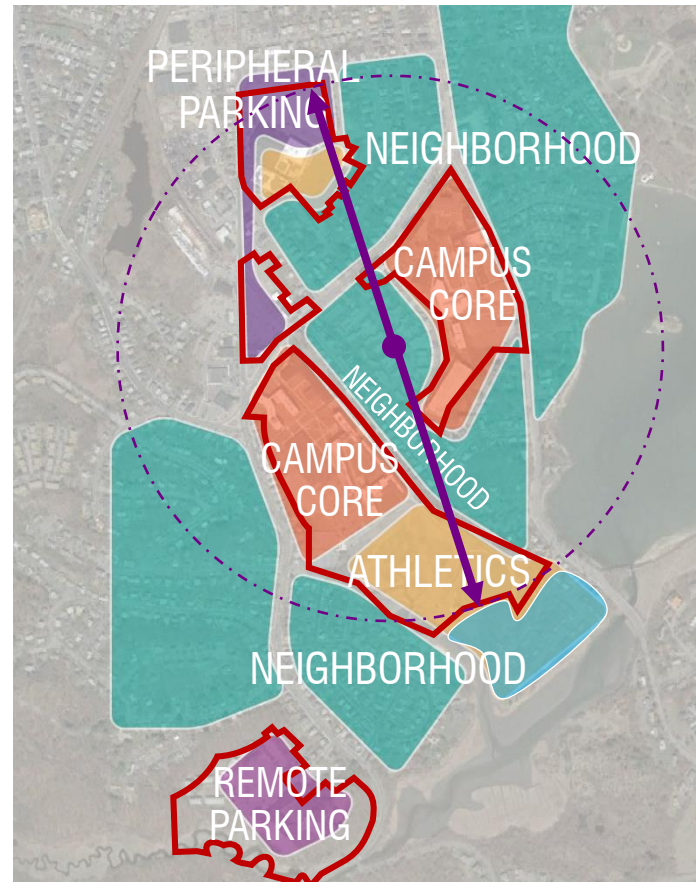 PERIPHERAL
PARKING
NEIGHBORHOOD
CAMPUS
CORE
NEIGHBORHOOD
CAMPUS
CORE
ATHLETICS
NEIGHBORHOOD
REMOTE
PARKING